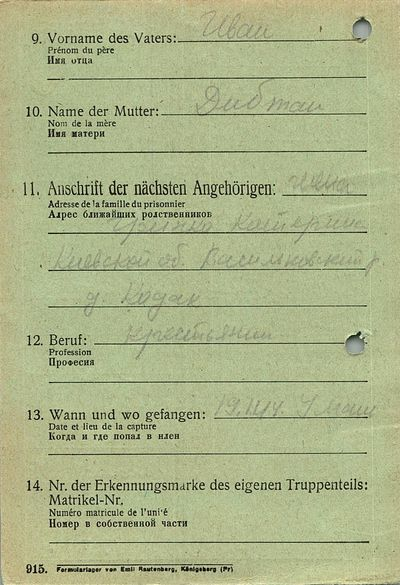 9. Vorname des Vaters: Иван
Prénom du père
Имя отца
10. Name der Mutter:
Nom de la mère
Имя матери
11. Anschrift der nächsten Angehörigen: жена
Adresse de la famille du prisonnier
Адрес ближайших родственников
Киевской об. Васильковский р
д. Кодак
12. Beruf: крестьянин
Profession
Професия
13. Wann und wo gefangen:
Date et lieu de la capture
Когда и где попал в плен
14. Nr. der Erkennungsmarke des eigenen Truppenteils:
Matrikel-Nr.
Numéro matricule de l'unité
Номер в собственной части
915. Formularlager von Emil Rautenberg, Königsberg (Pr)